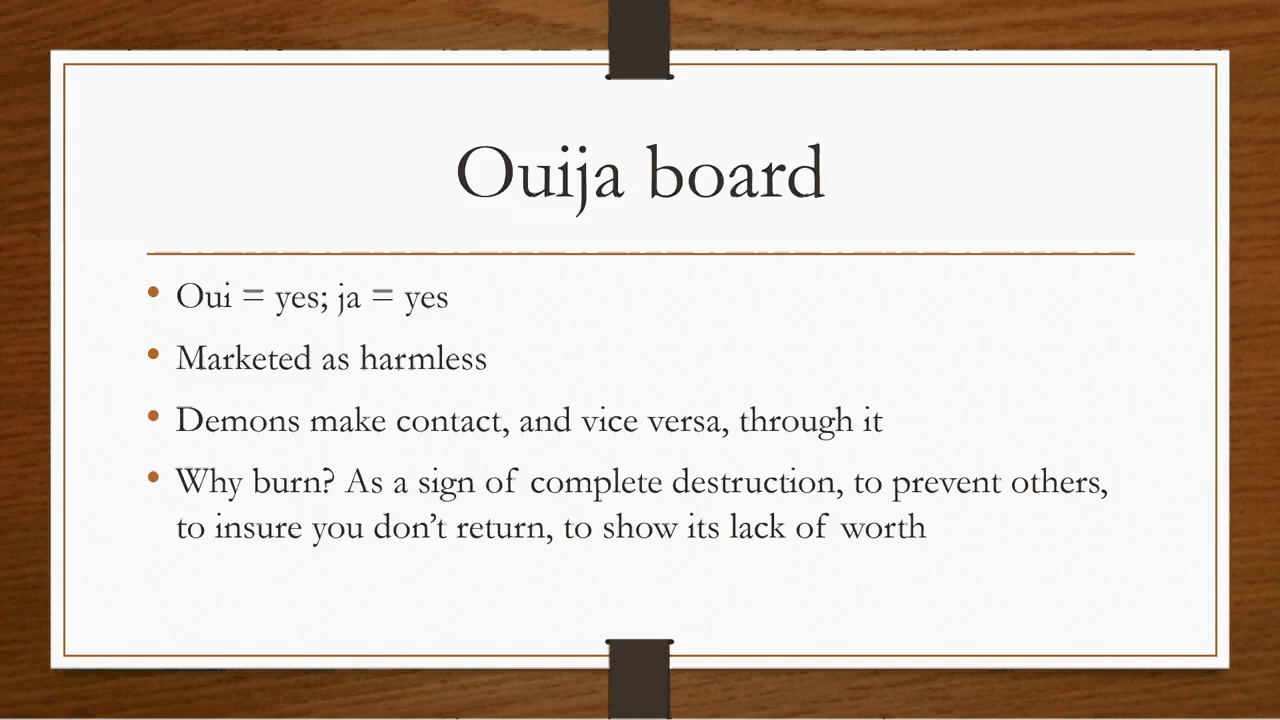 Ouija board
• Oui = yes; ja = yes
• Marketed as harmless
• Demons make contact, and vice versa, through it
• Why burn? As a sign of complete destruction, to prevent others,
to insure you don’t return, to show its lack of worth